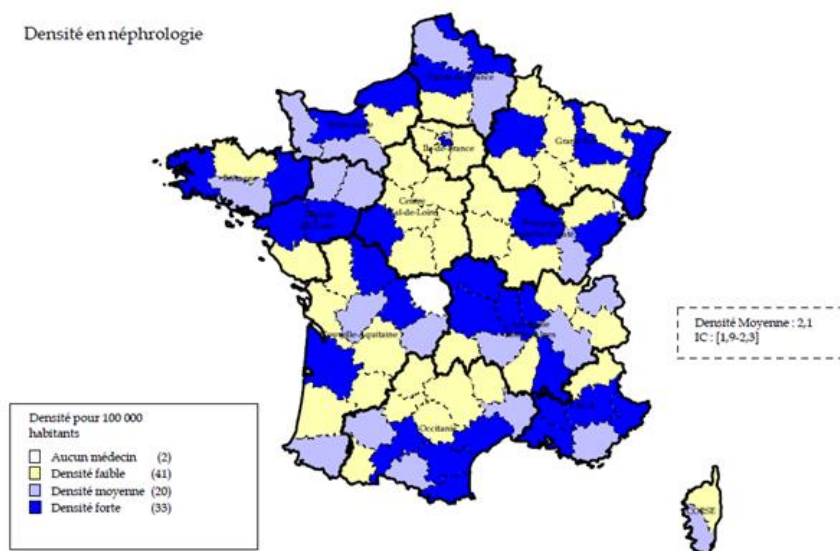 Densité en néphrologie
Ile-de-France
Grand Est
Centre
Val-de-Loire
Nouvelle-Aquitaine
Occitanie
CORSE
Densité Moyenne : 2,1
IC : [1,9-2,3]
Densité pour 100 000
habitants
Aucun médecin (2)
Densité faible (41)
Densité moyenne (20)
Densité forte (33)